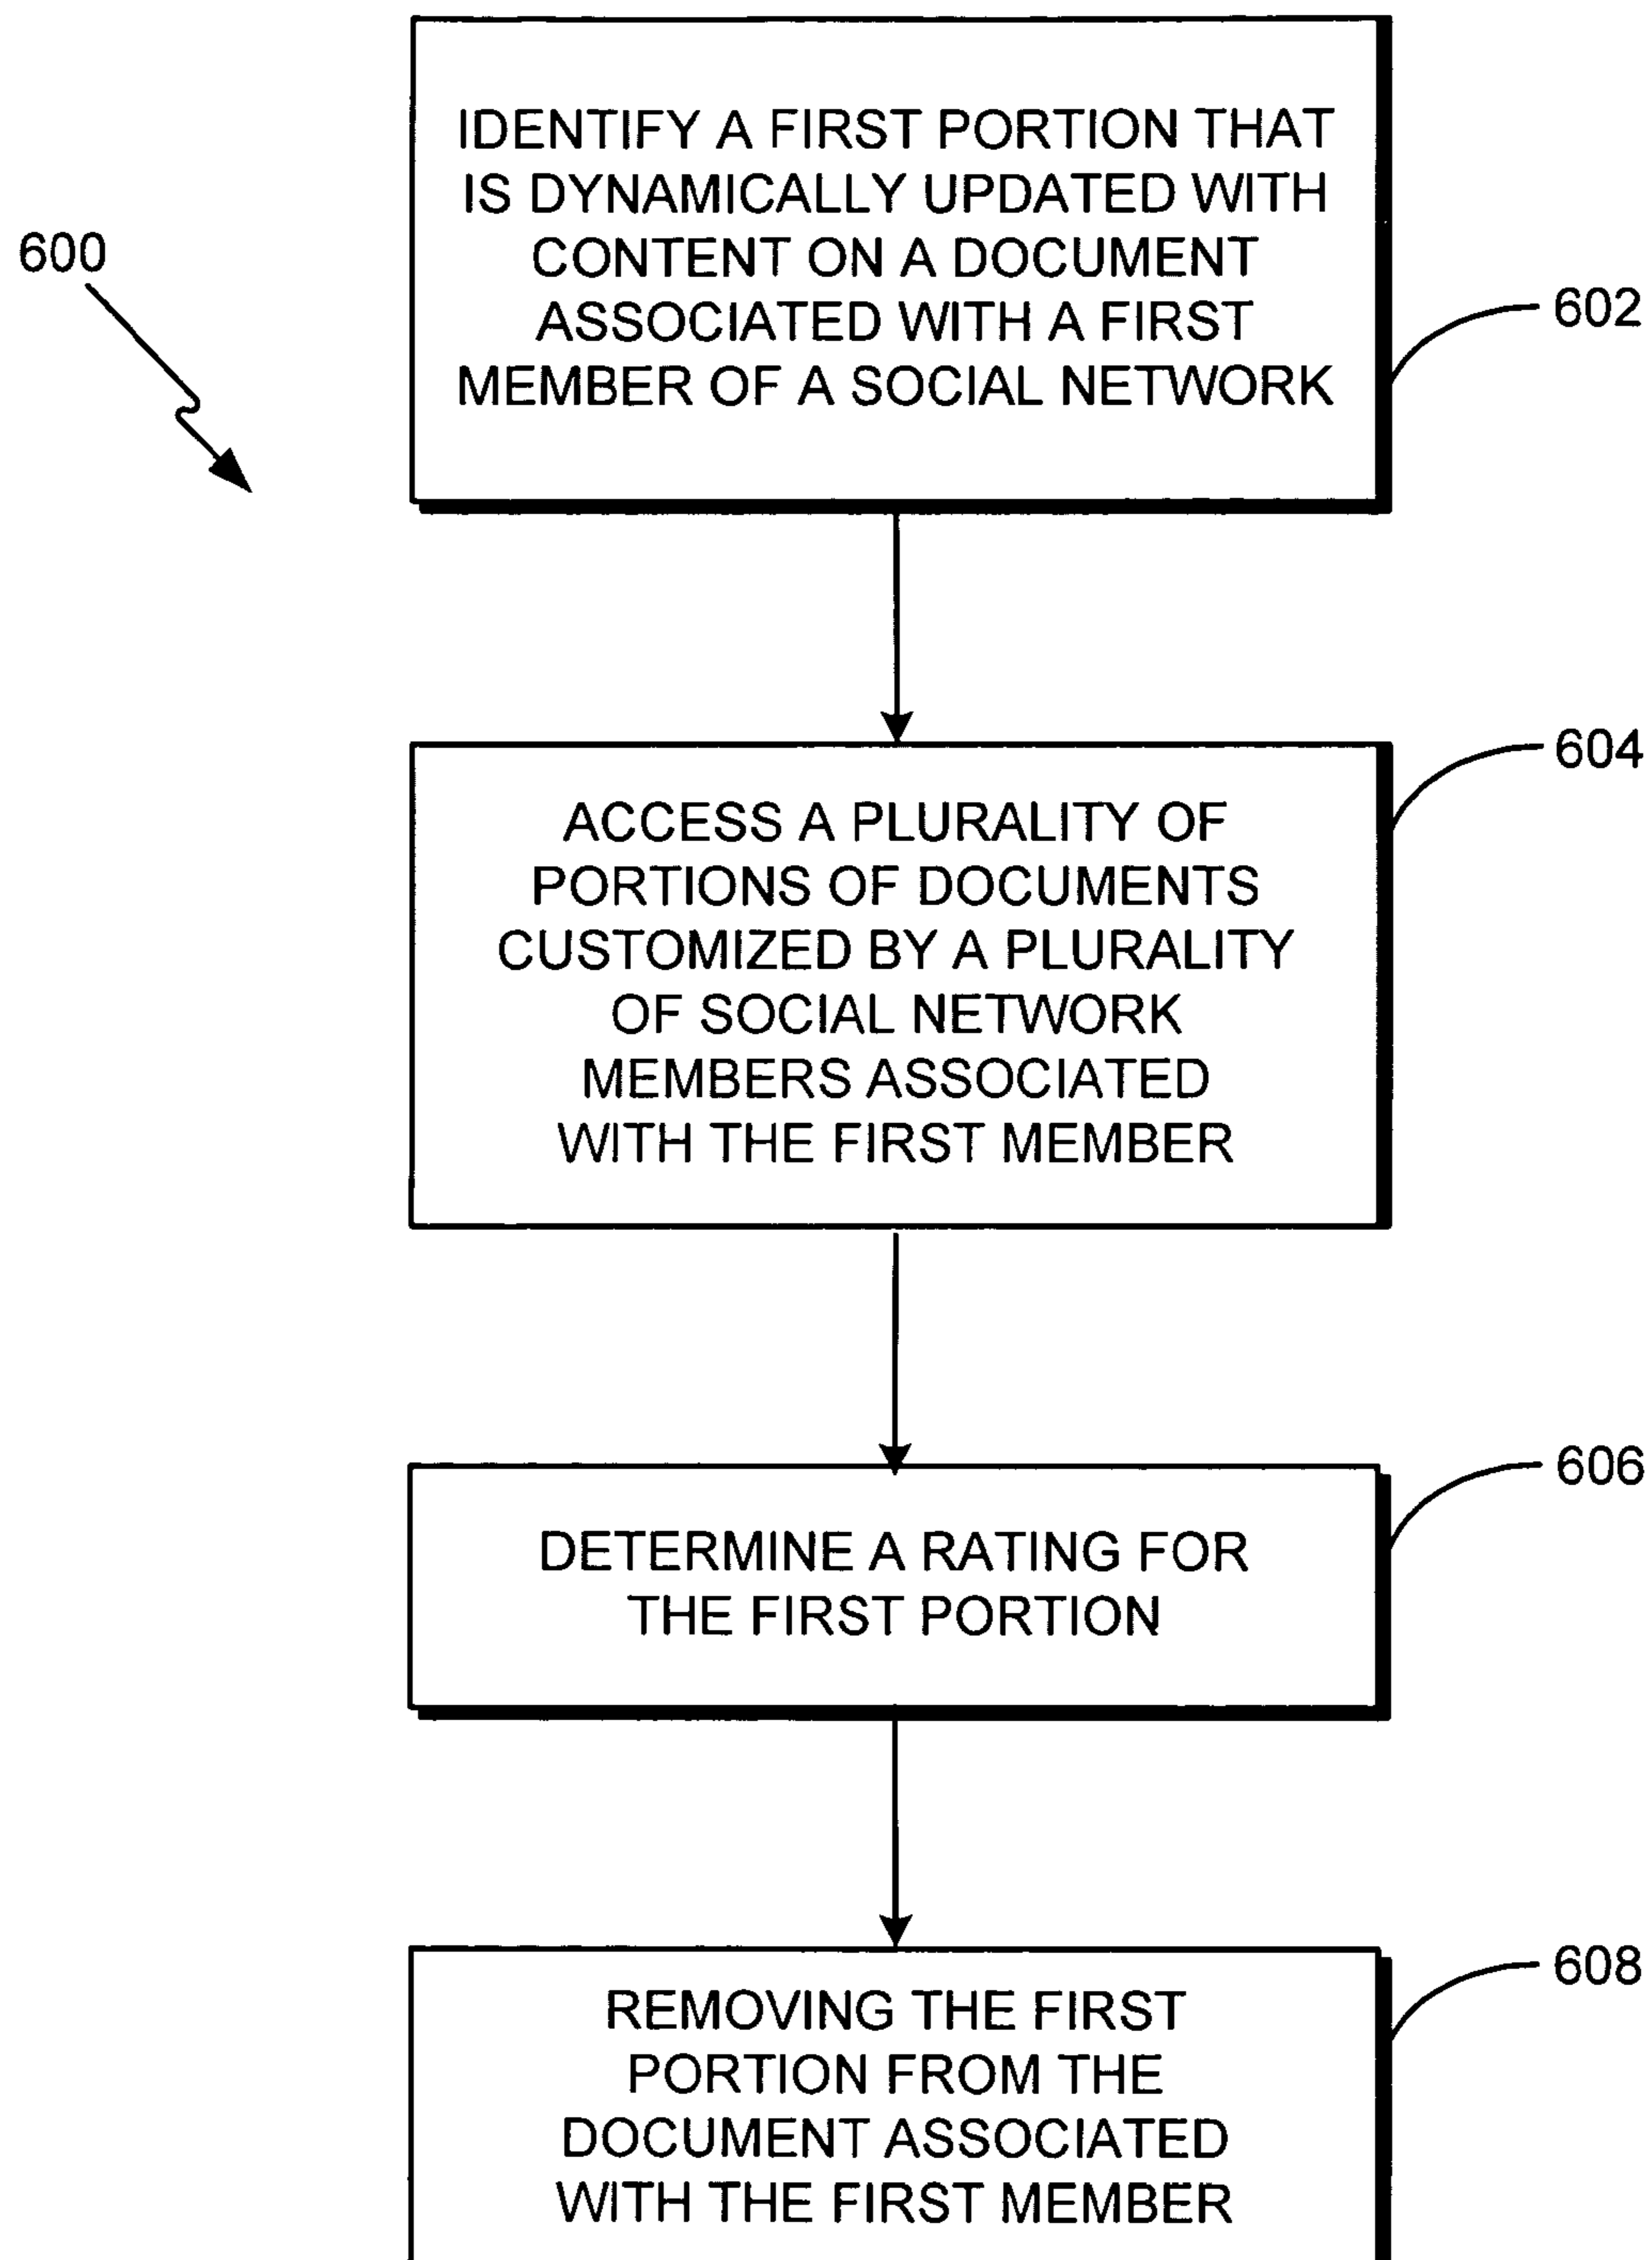 600
IDENTIFY A FIRST PORTION THAT
IS DYNAMICALLY UPDATED WITH
CONTENT ON A DOCUMENT
ASSOCIATED WITH A FIRST
MEMBER OF A SOCIAL NETWORK
602
ACCESS A PLURALITY OF
PORTIONS OF DOCUMENTS
CUSTOMIZED BY A PLURALITY
OF SOCIAL NETWORK
MEMBERS ASSOCIATED
WITH THE FIRST MEMBER
604
DETERMINE A RATING FOR
THE FIRST PORTION
606
REMOVING THE FIRST
PORTION FROM THE
DOCUMENT ASSOCIATED
WITH THE FIRST MEMBER
608